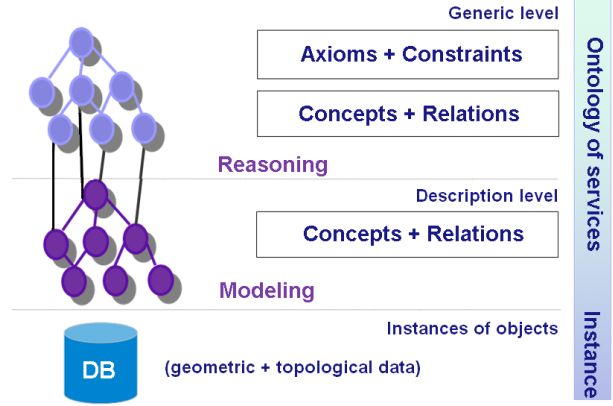 Generic level
Axioms + Constraints
Concepts + Relations
Reasoning
Description level
Concepts + Relations
Modeling
Instances of objects
DB
(geometric + topological data)
Ontology of services
Instance